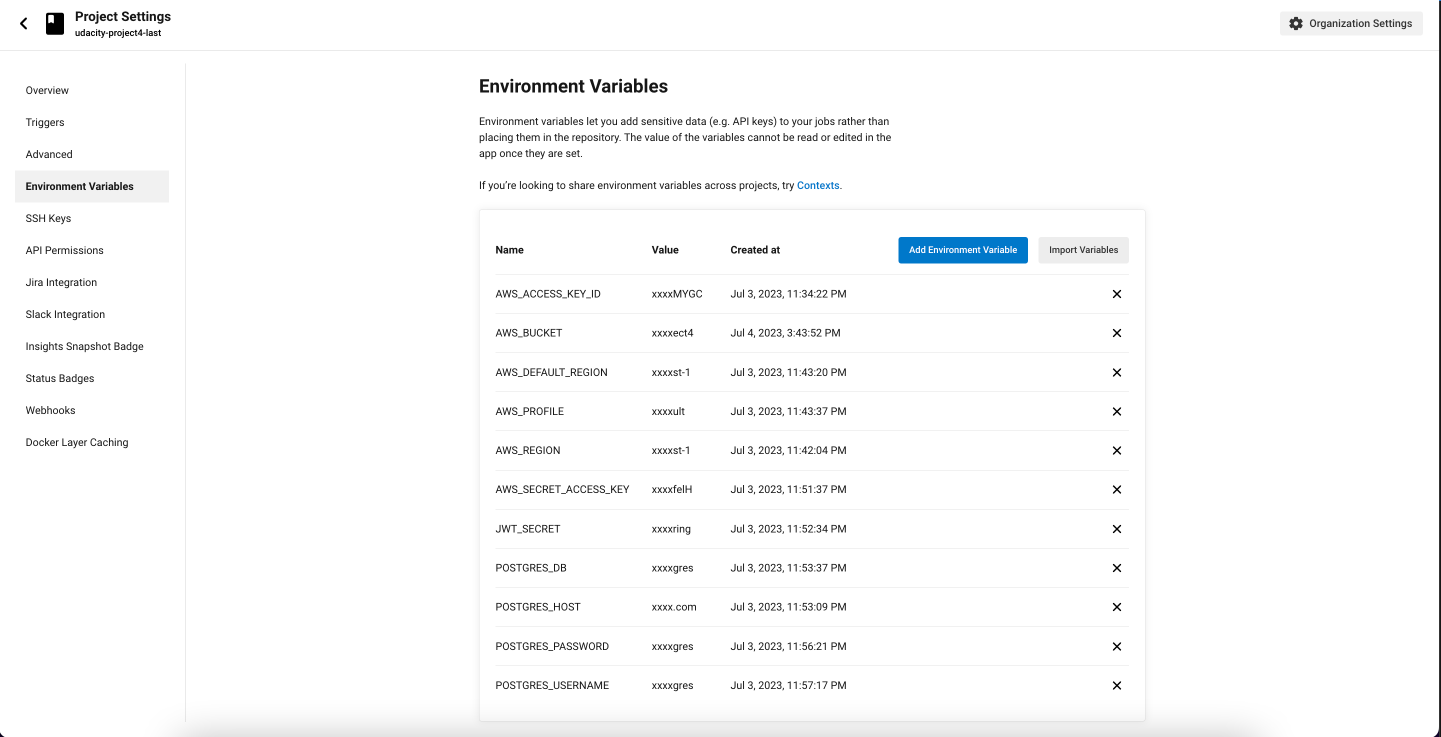 Project Settings
udacity-project4-last
Organization Settings
Overview
Triggers
Advanced
Environment Variables
SSH Keys
API Permissions
Jira Integration
Slack Integration
Insights Snapshot Badge
Status Badges
Webhooks
Docker Layer Caching
Environment Variables
Environment variables let you add sensitive data (e.g. API keys) to your jobs rather than
placing them in the repository. The value of the variables cannot be read or edited in the
app once they are set.
If you're looking to share environment variables across projects, try Contexts.
Name Value Created at Add Environment Variable Import Variables
AWS_ACCESS_KEY_ID xxxxMYGC Jul 3, 2023, 11:34:22 PM
AWS_BUCKET xxxxect4 Jul 4, 2023, 3:43:52 PM
AWS_DEFAULT_REGION xxxxst-1 Jul 3, 2023, 11:43:20 PM
AWS_PROFILE xxxxult Jul 3, 2023, 11:43:37 PM
AWS_REGION xxxxst-1 Jul 3, 2023, 11:42:04 PM
AWS_SECRET_ACCESS_KEY xxxxfelH Jul 3, 2023, 11:51:37 PM
JWT_SECRET xxxxring Jul 3, 2023, 11:52:34 PM
POSTGRES_DB xxxxgres Jul 3, 2023, 11:53:37 PM
POSTGRES_HOST xxxx.com Jul 3, 2023, 11:53:09 PM
POSTGRES_PASSWORD xxxxgres Jul 3, 2023, 11:56:21 PM
POSTGRES_USERNAME xxxxgres Jul 3, 2023, 11:57:17 PM